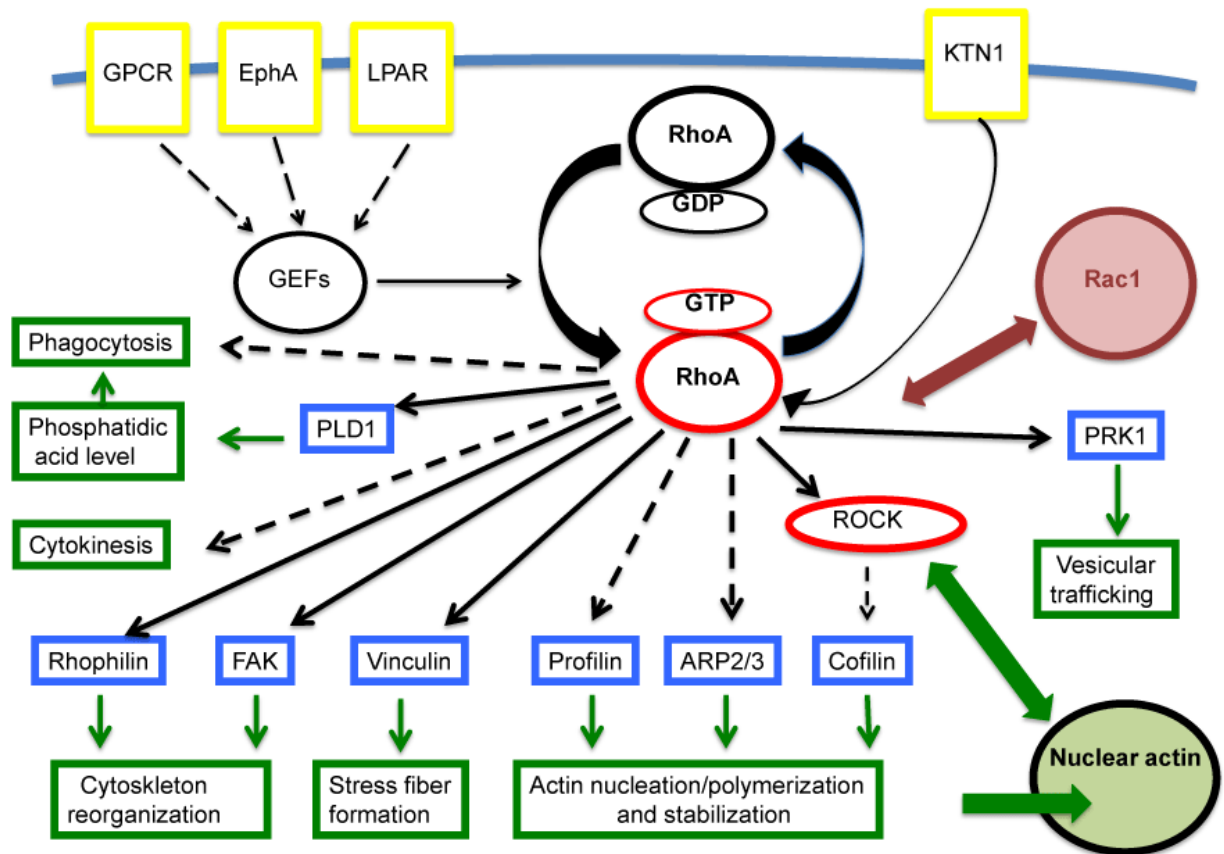 GPCR
EphA
LPAR
KTN1
RhoA
GDP
GEFs
Rac1
GTP
RhoA
Phagocytosis
Phosphatidic
acid level
PLD1
PRK1
ROCK
Cytokinesis
Vesicular
trafficking
Rhophilin
FAK
Vinculin
Profilin
ARP2/3
Cofilin
Nuclear actin
Cytoskleton
reorganization
Stress fiber
formation
Actin nucleation/polymerization
and stabilization